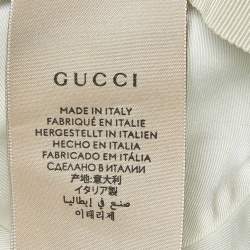 GUCCI
MADE IN ITALY
FABRIQUÉ EN ITALIE
HERGESTELLT IN ITALIEN
HECHO EN ITALIA
FABRICADO EM ITÁLIA
СДЕЛАНО В ИТАЛИИ
产地:意大利
イタリア製
صنع في إيطاليا
이태리제